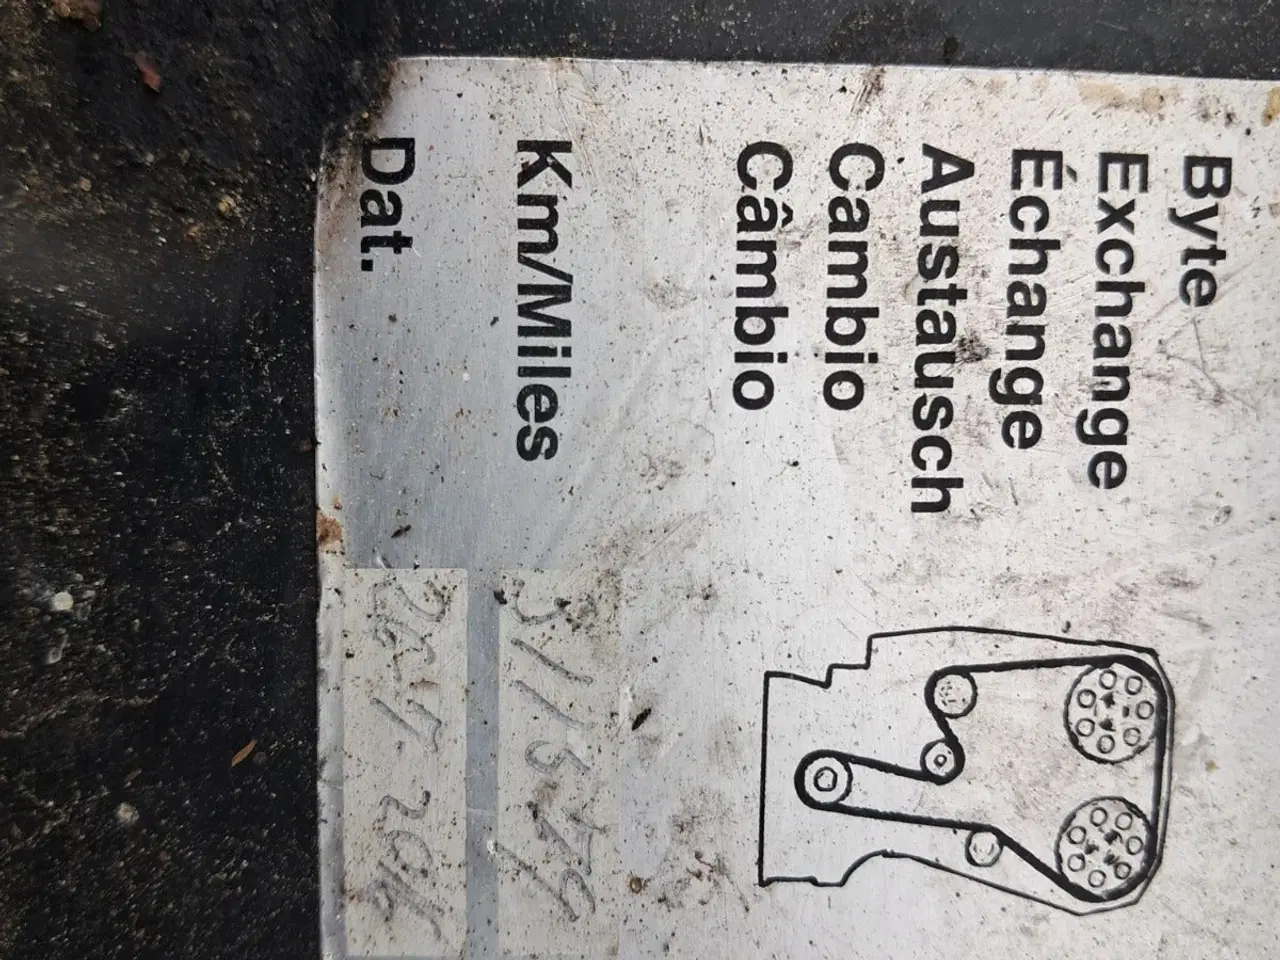 Byte
Exchange
Échange
Austausch
Cambio
Câmbio
Km/Miles
Dat.